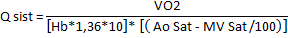 Q sist = VO2
[Hb*1,36*10]* [(Ao Sat - MV Sat/100)]